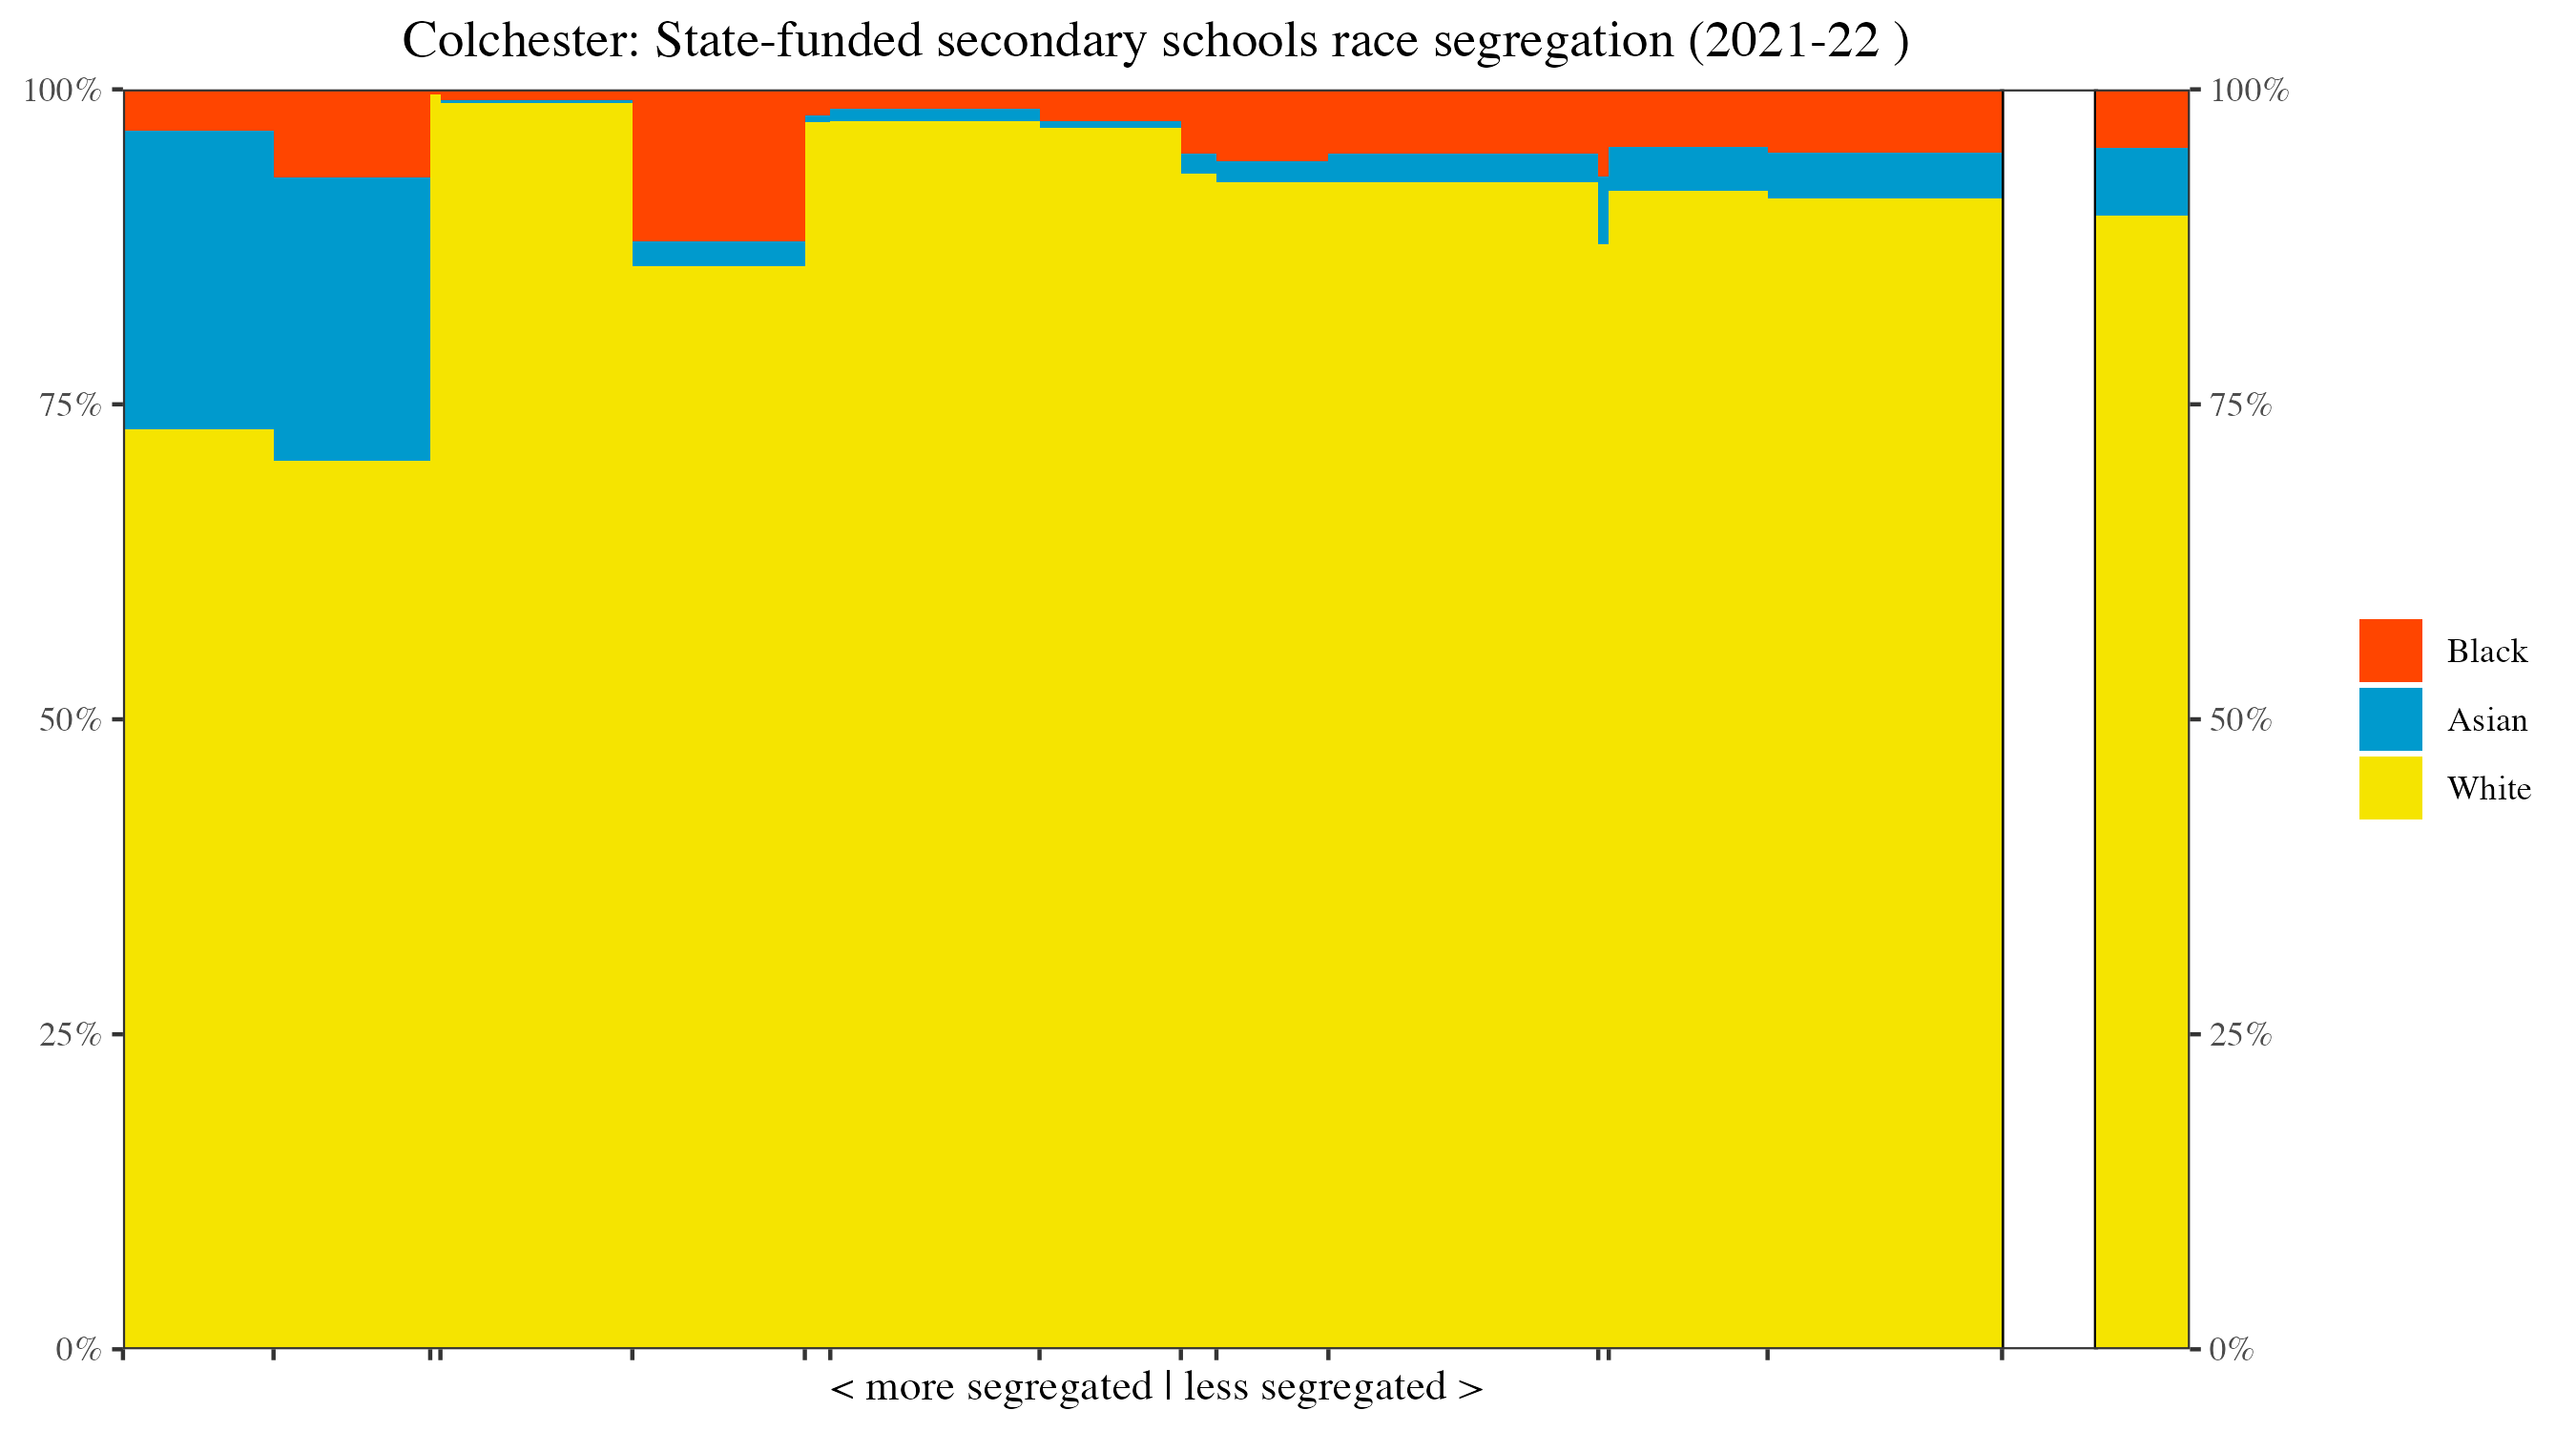 Colchester: State-funded secondary schools race segregation (2021-22 )
100%
100%
75%
75%
Black
50%
50%
Asian
White
25%
25%
0%
0%
< more segregated | less segregated >